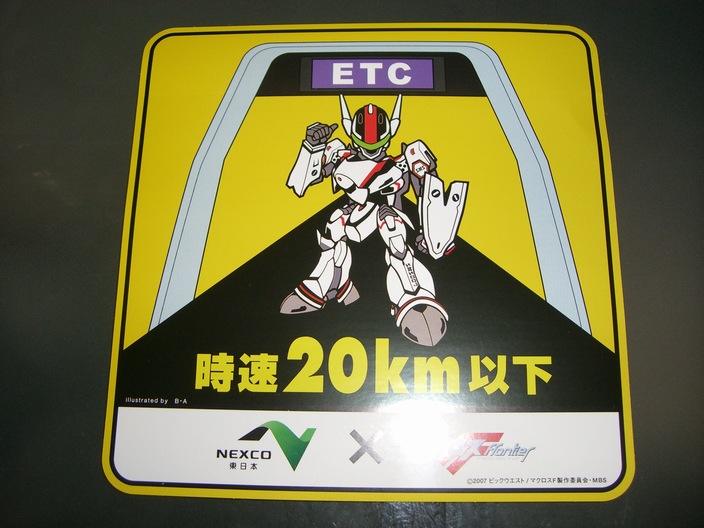 ETC
時速20km以下
illustrated by B・A
NEXCO
東日本
×
Frontier
©2007 ビックウエスト/マクロスF製作委員会・MBS